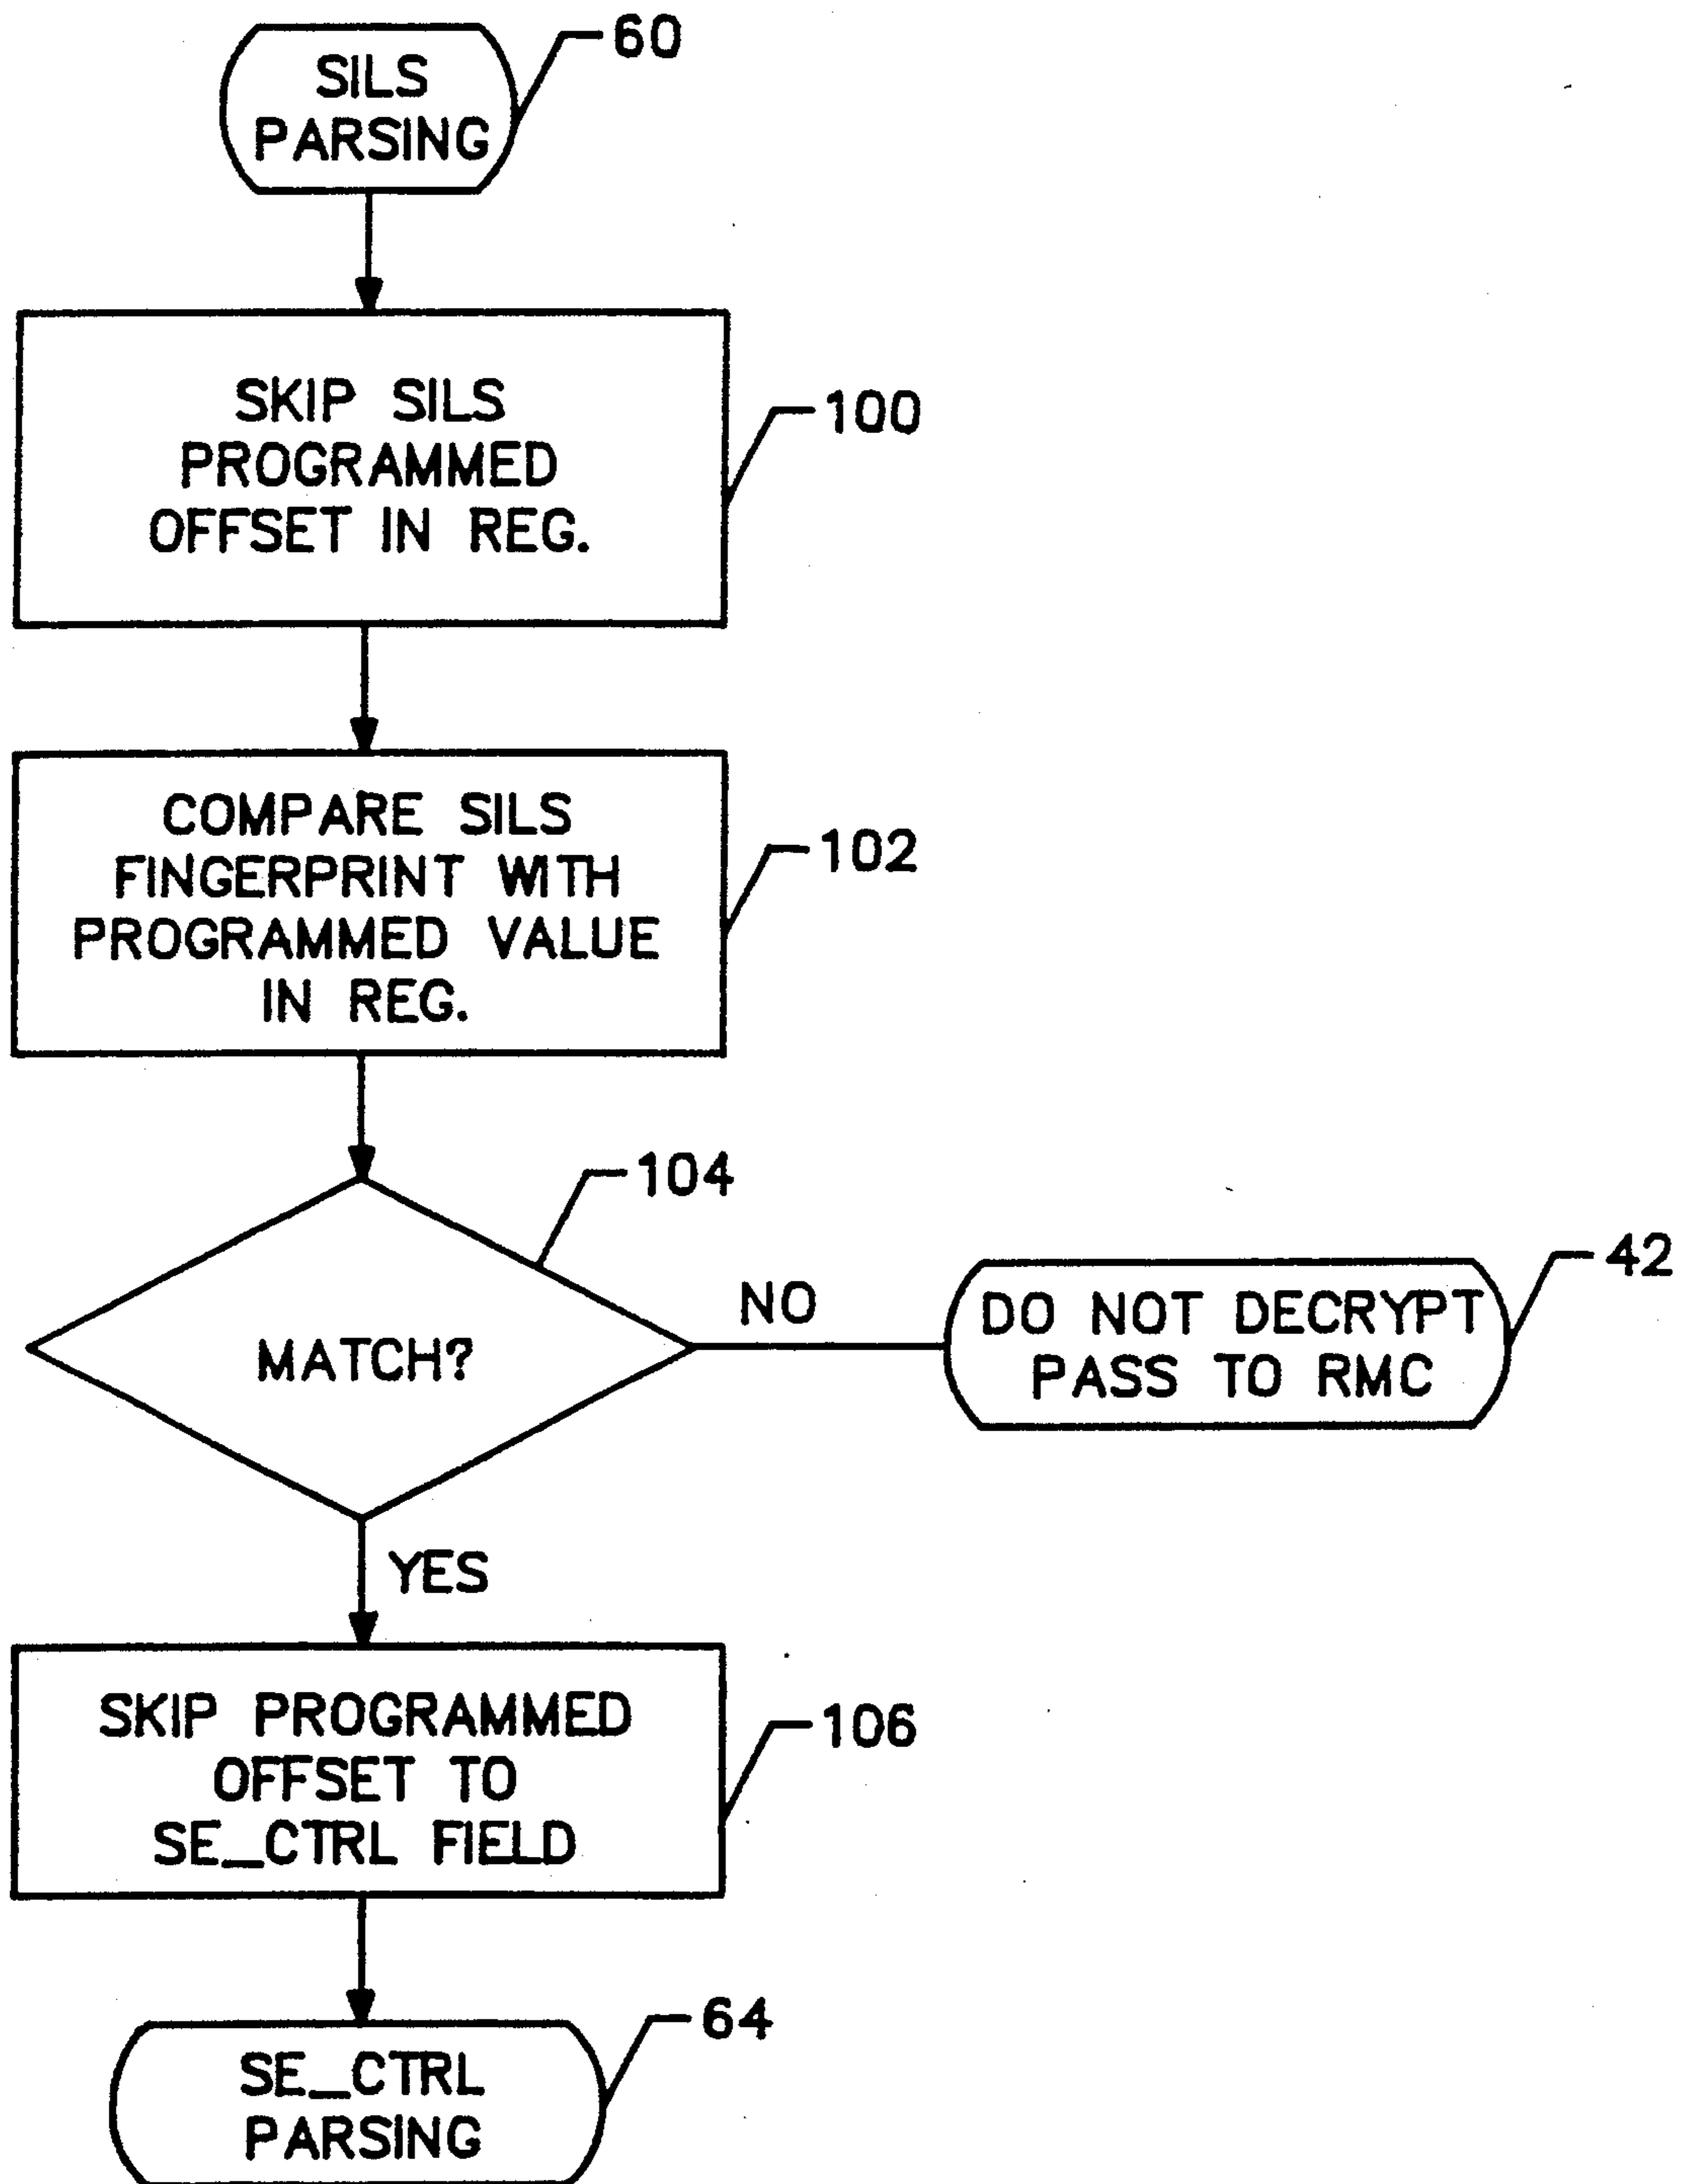 60
SILS
PARSING
SKIP SILS
PROGRAMMED
OFFSET IN REG.
100
COMPARE SILS
FINGERPRINT WITH
PROGRAMMED VALUE
IN REG.
102
104
MATCH?
NO
DO NOT DECRYPT
PASS TO RMC
42
YES
SKIP PROGRAMMED
OFFSET TO
SE_CTRL FIELD
106
64
SE_CTRL
PARSING